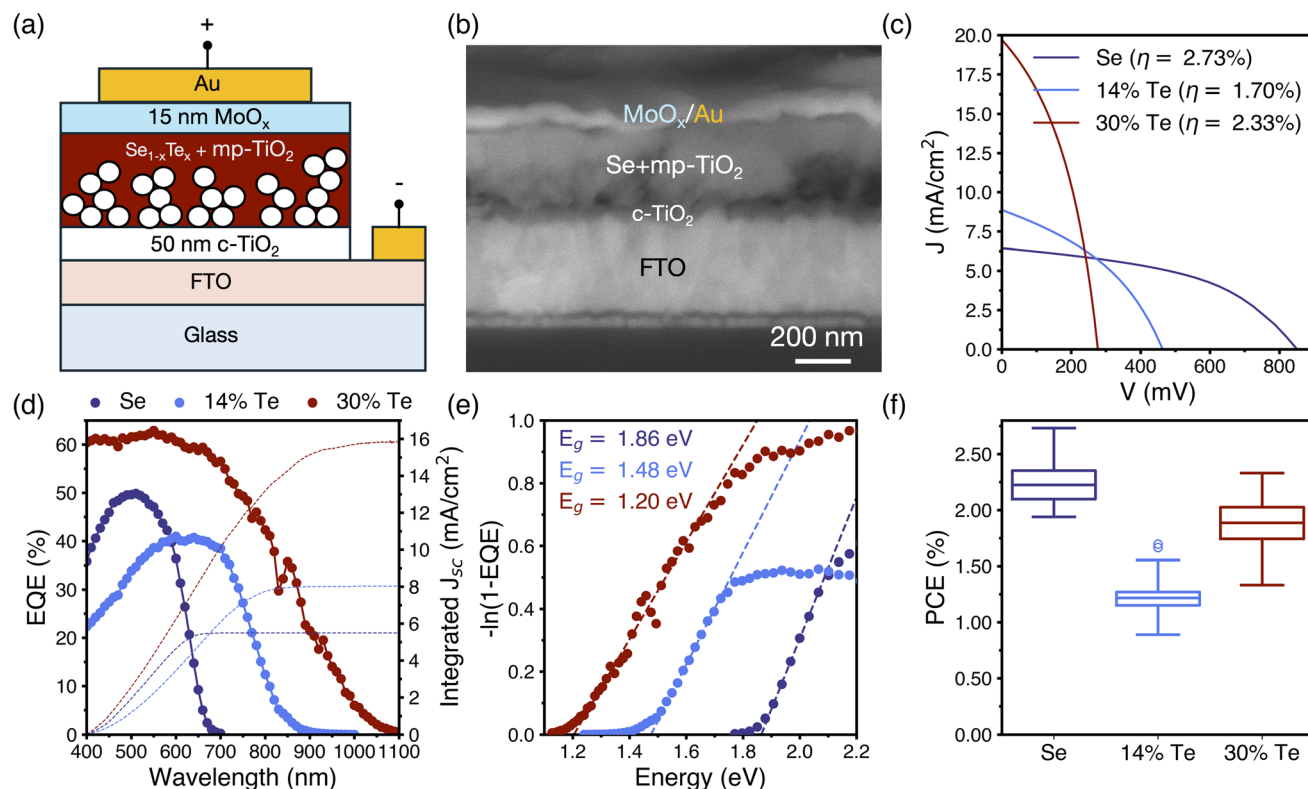 (a)
+
Au
15 nm MoOₓ
Se₁₋ₓTeₓ + mp-TiO₂
-
50 nm c-TiO₂
FTO
Glass
(b)
MoOₓ/Au
Se+mp-TiO₂
c-TiO₂
FTO
200 nm
(c)
20.0
17.5
15.0
12.5
10.0
7.5
5.0
2.5
0.0
J (mA/cm²)
Se (η = 2.73%)
14% Te (η = 1.70%)
30% Te (η = 2.33%)
0 200 400 600 800
V (mV)
(d)
Se 14% Te 30% Te
60
50
40
30
20
10
0
EQE (%)
16
14
12
10
8
6
4
2
0
Integrated J_SC (mA/cm²)
400 500 600 700 800 900 1000 1100
Wavelength (nm)
(e)
1.0
0.8
0.6
0.4
0.2
0.0
-ln(1-EQE)
E_g = 1.86 eV
E_g = 1.48 eV
E_g = 1.20 eV
1.2 1.4 1.6 1.8 2.0 2.2
Energy (eV)
(f)
2.50
2.00
1.50
1.00
0.50
0.00
PCE (%)
Se 14% Te 30% Te